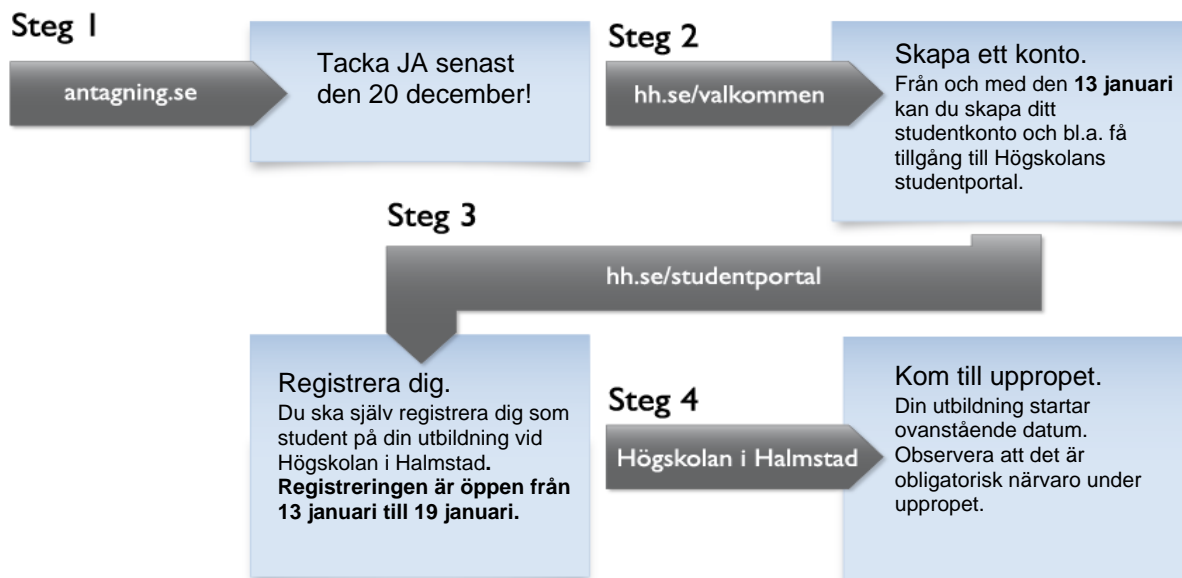 Steg 1
antagning.se
Tacka JA senast
den 20 december!
Steg 2
hh.se/valkommen
Skapa ett konto.
Från och med den 13 januari
kan du skapa ditt
studentkonto och bl.a. få
tillgång till Högskolans
studentportal.
Steg 3
hh.se/studentportal
Registrera dig.
Du ska själv registrera dig som
student på din utbildning vid
Högskolan i Halmstad.
Registreringen är öppen från
13 januari till 19 januari.
Steg 4
Högskolan i Halmstad
Kom till uppropet.
Din utbildning startar
ovanstående datum.
Observera att det är
obligatorisk närvaro under
uppropet.